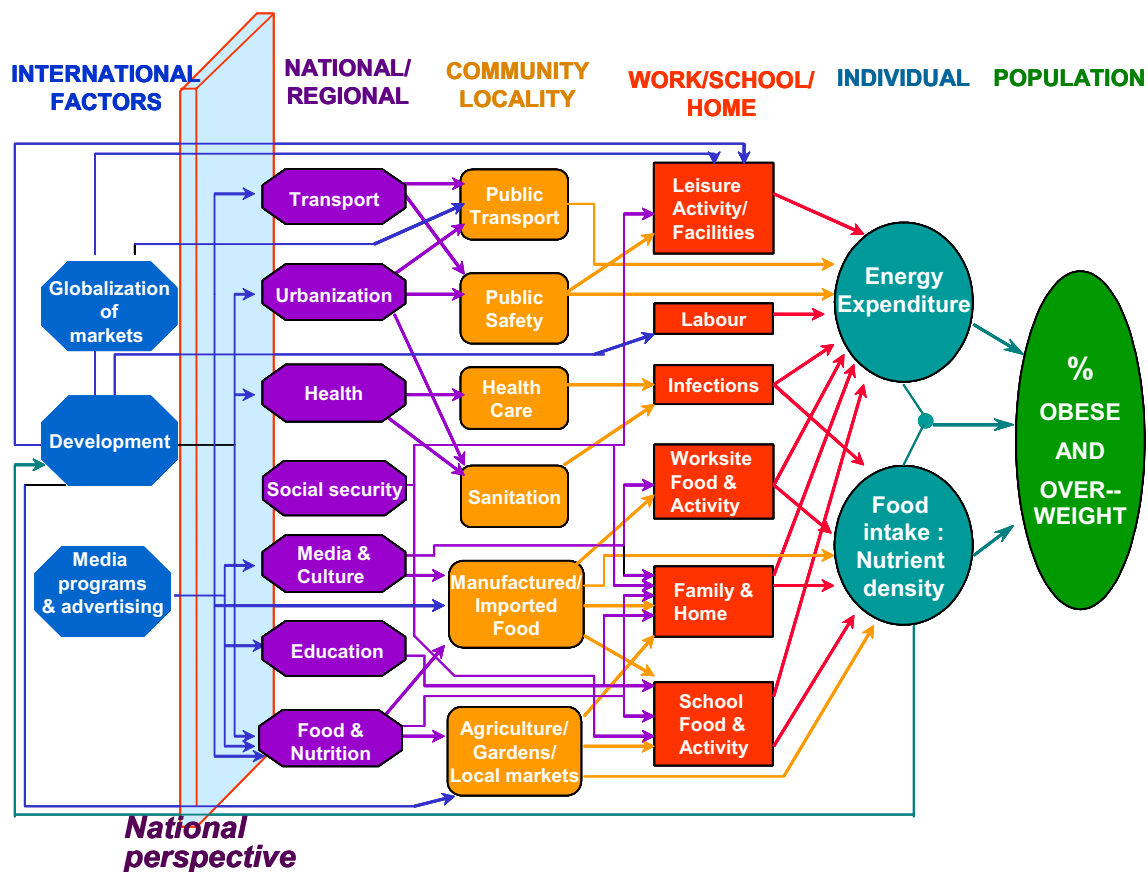 INTERNATIONAL
FACTORS
NATIONAL/
REGIONAL
COMMUNITY
LOCALITY
WORK/SCHOOL/
HOME
INDIVIDUAL
POPULATION
Globalization
of
markets
Development
Media
programs
& advertising
Transport
Urbanization
Health
Social security
Media &
Culture
Education
Food &
Nutrition
Public
Transport
Public
Safety
Health
Care
Sanitation
Manufactured/
Imported
Food
Agriculture/
Gardens/
Local markets
Leisure
Activity/
Facilities
Labour
Infections
Worksite
Food &
Activity
Family &
Home
School
Food &
Activity
Energy
Expenditure
Food
intake :
Nutrient
density
%
OBESE
AND
OVER--
WEIGHT
National
perspective